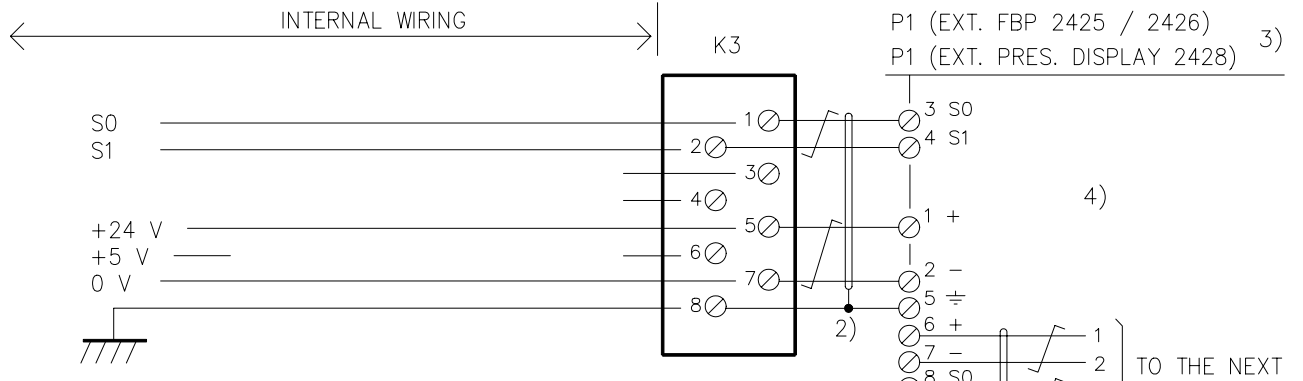 INTERNAL WIRING
P1 (EXT. FBP 2425 / 2426)
P1 (EXT. PRES. DISPLAY 2428)
3)
K3
S0
1
3 S0
S1
2
4 S1
3
4
4)
+24 V
5
1 +
+5 V
6
0 V
7
2 -
8
5
2)
6 +
1
7 -
2
TO THE NEXT
8 S0